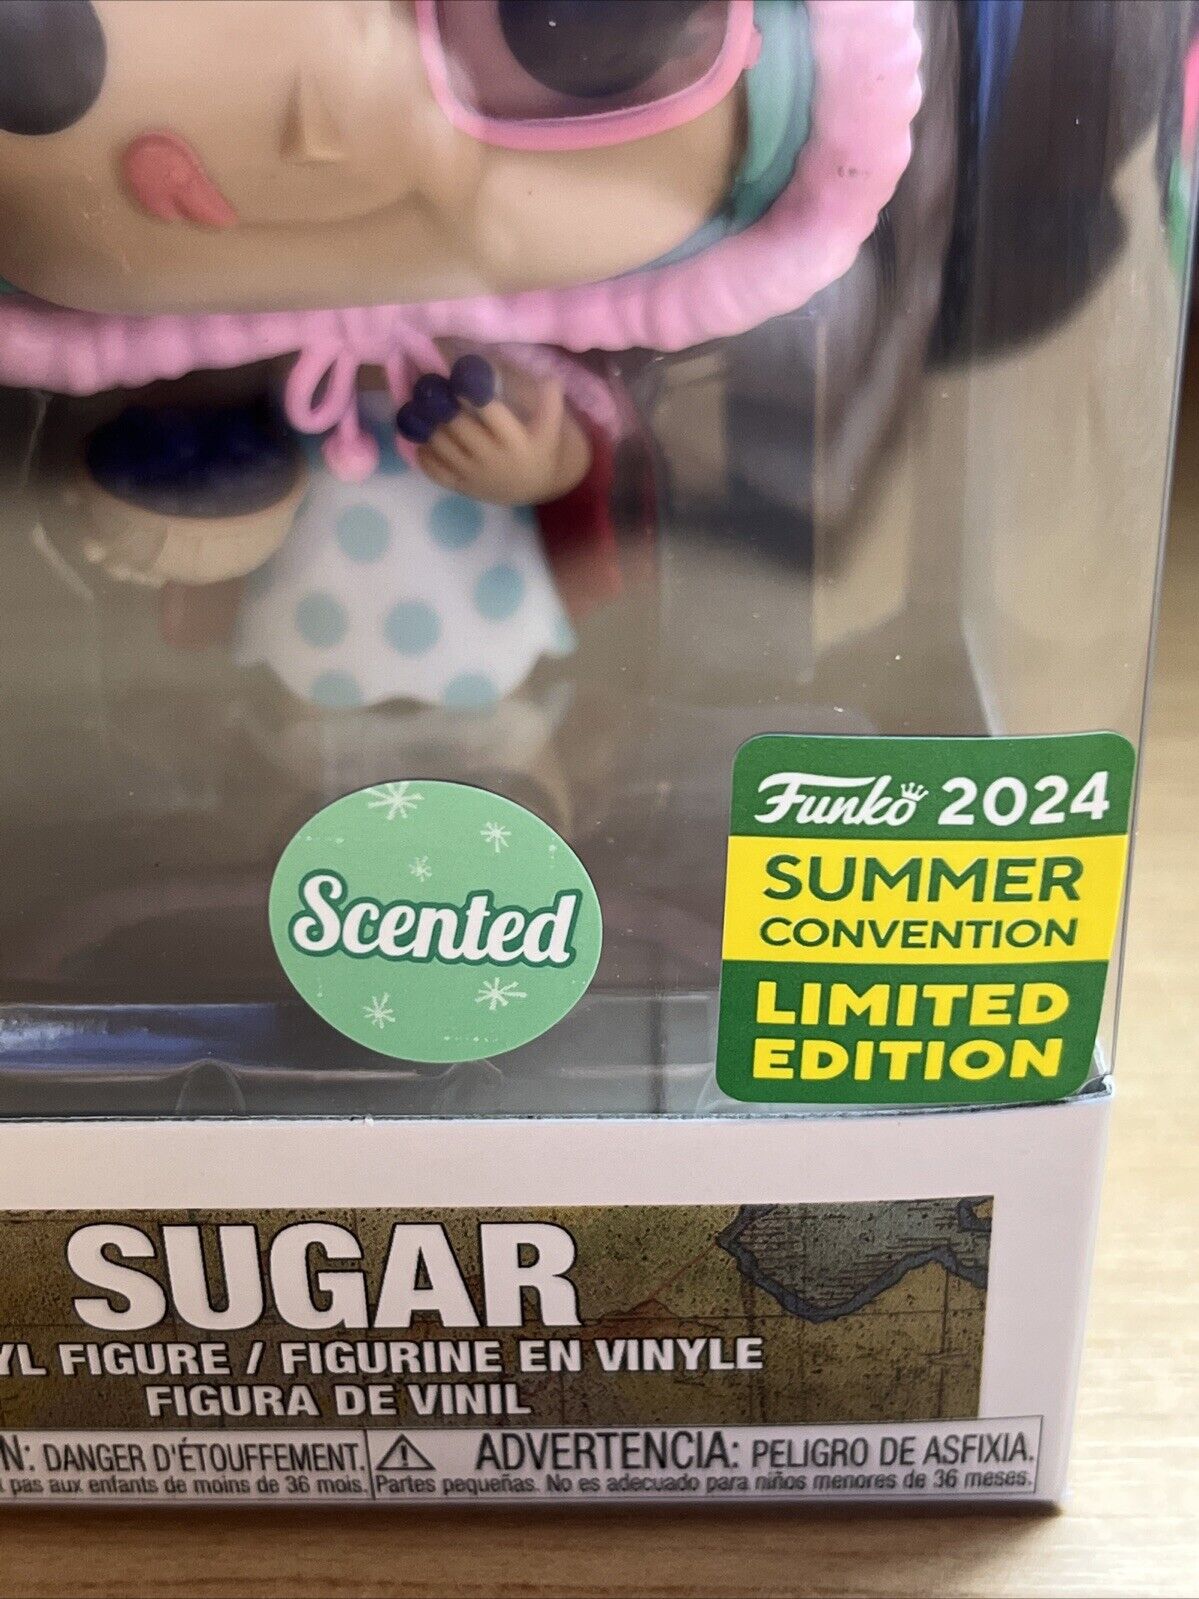 Scented
Funko 2024
SUMMER
CONVENTION
LIMITED
EDITION
SUGAR
YL FIGURE / FIGURINE EN VINYLE
FIGURA DE VINIL
N: DANGER D'ÉTOUFFEMENT.
pas aux enfants de moins de 36 mois.
ADVERTENCIA: PELIGRO DE ASFIXIA.
Partes pequeñas. No es adecuado para niños menores de 36 meses.